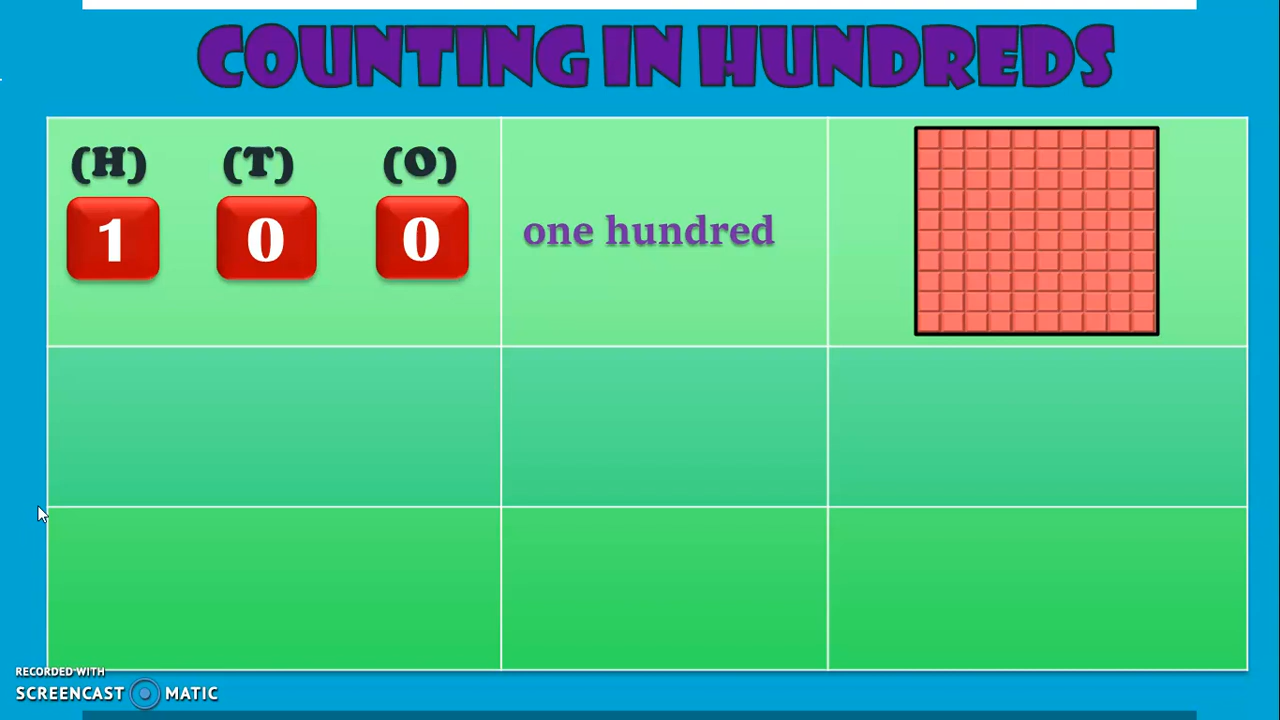 COUNTING IN HUNDREDS
(H) (T) (O)
1 0 0
one hundred
RECORDED WITH
SCREENCAST MATIC